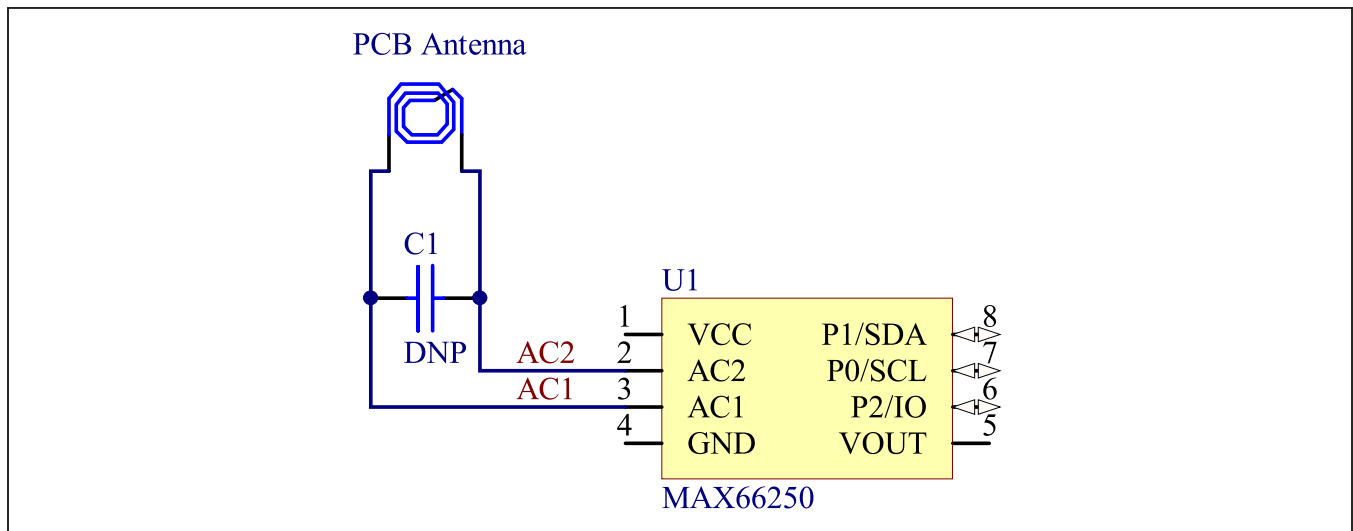 PCB Antenna
C1
DNP
U1
1 VCC P1/SDA 8
AC2 2 AC2 P0/SCL 7
AC1 3 AC1 P2/IO 6
4 GND VOUT 5
MAX66250